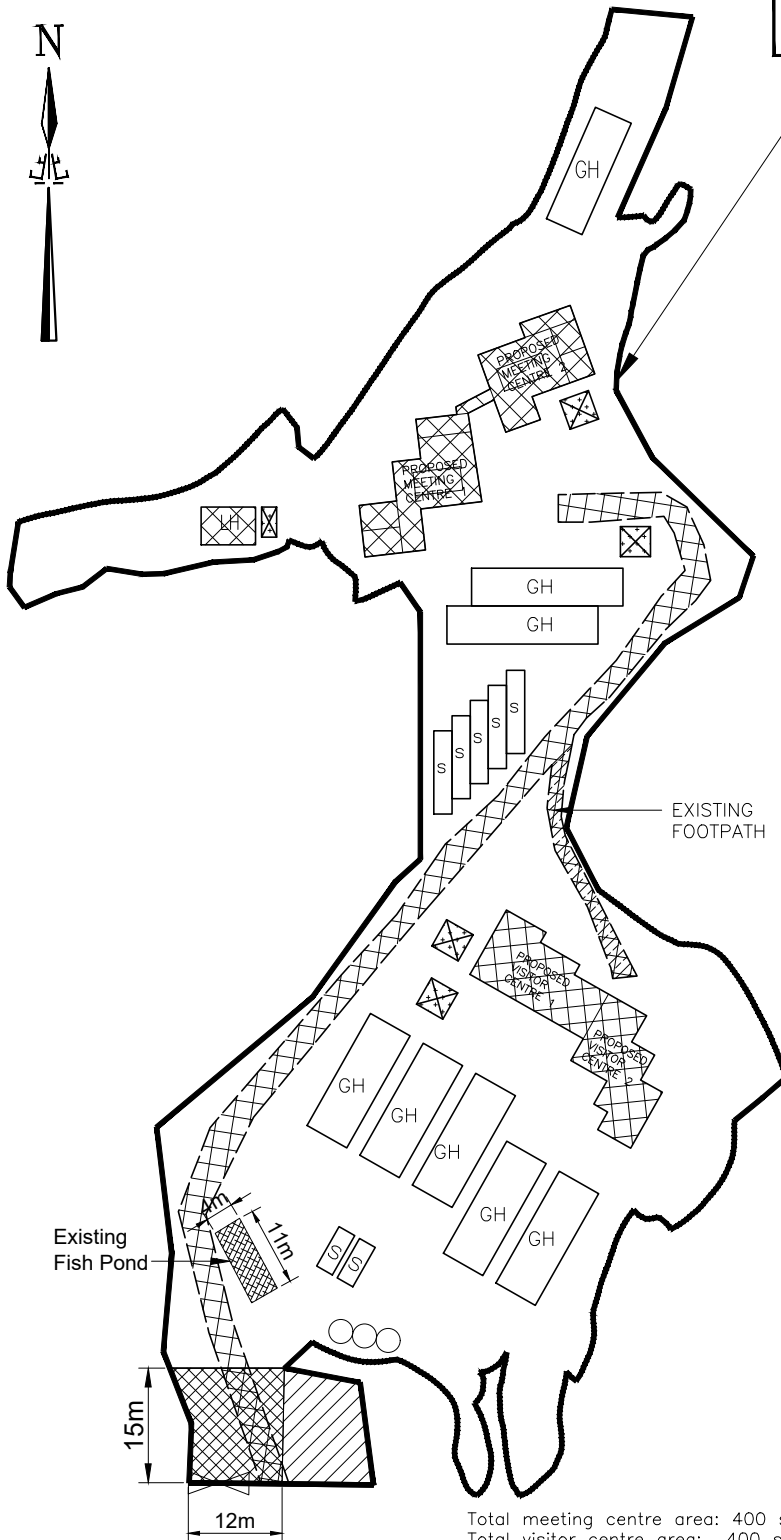 N
GH
PROPOSED
MEETING
CENTRE 2
PROPOSED
MEETING
CENTRE 1
LH
GH
GH
S
S
S
S
S
EXISTING
FOOTPATH
PROPOSED
VISITOR
CENTRE 1
PROPOSED
VISITOR
CENTRE 2
GH
GH
GH
GH
GH
4m
11m
Existing
Fish Pond
S
S
15m
12m
Total meeting centre area: 400
Total visitor centre area: 400